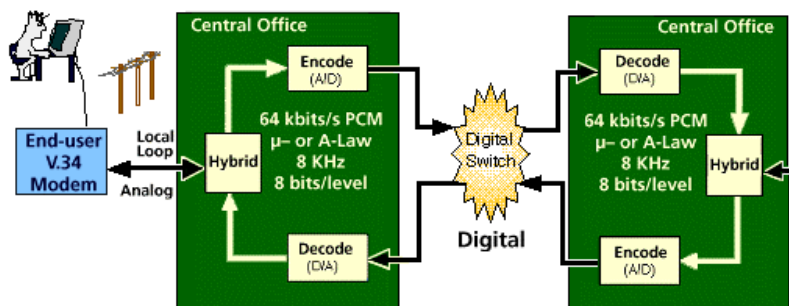 Central Office
Encode
(A/D)
64 kbits/s PCM
μ– or A-Law
8 KHz
8 bits/level
Hybrid
Decode
(D/A)
End-user
V.34
Modem
Local
Loop
Analog
Digital
Switch
Digital
Central Office
Decode
(D/A)
64 kbits/s PCM
μ– or A-Law
8 KHz
8 bits/level
Hybrid
Encode
(A/D)